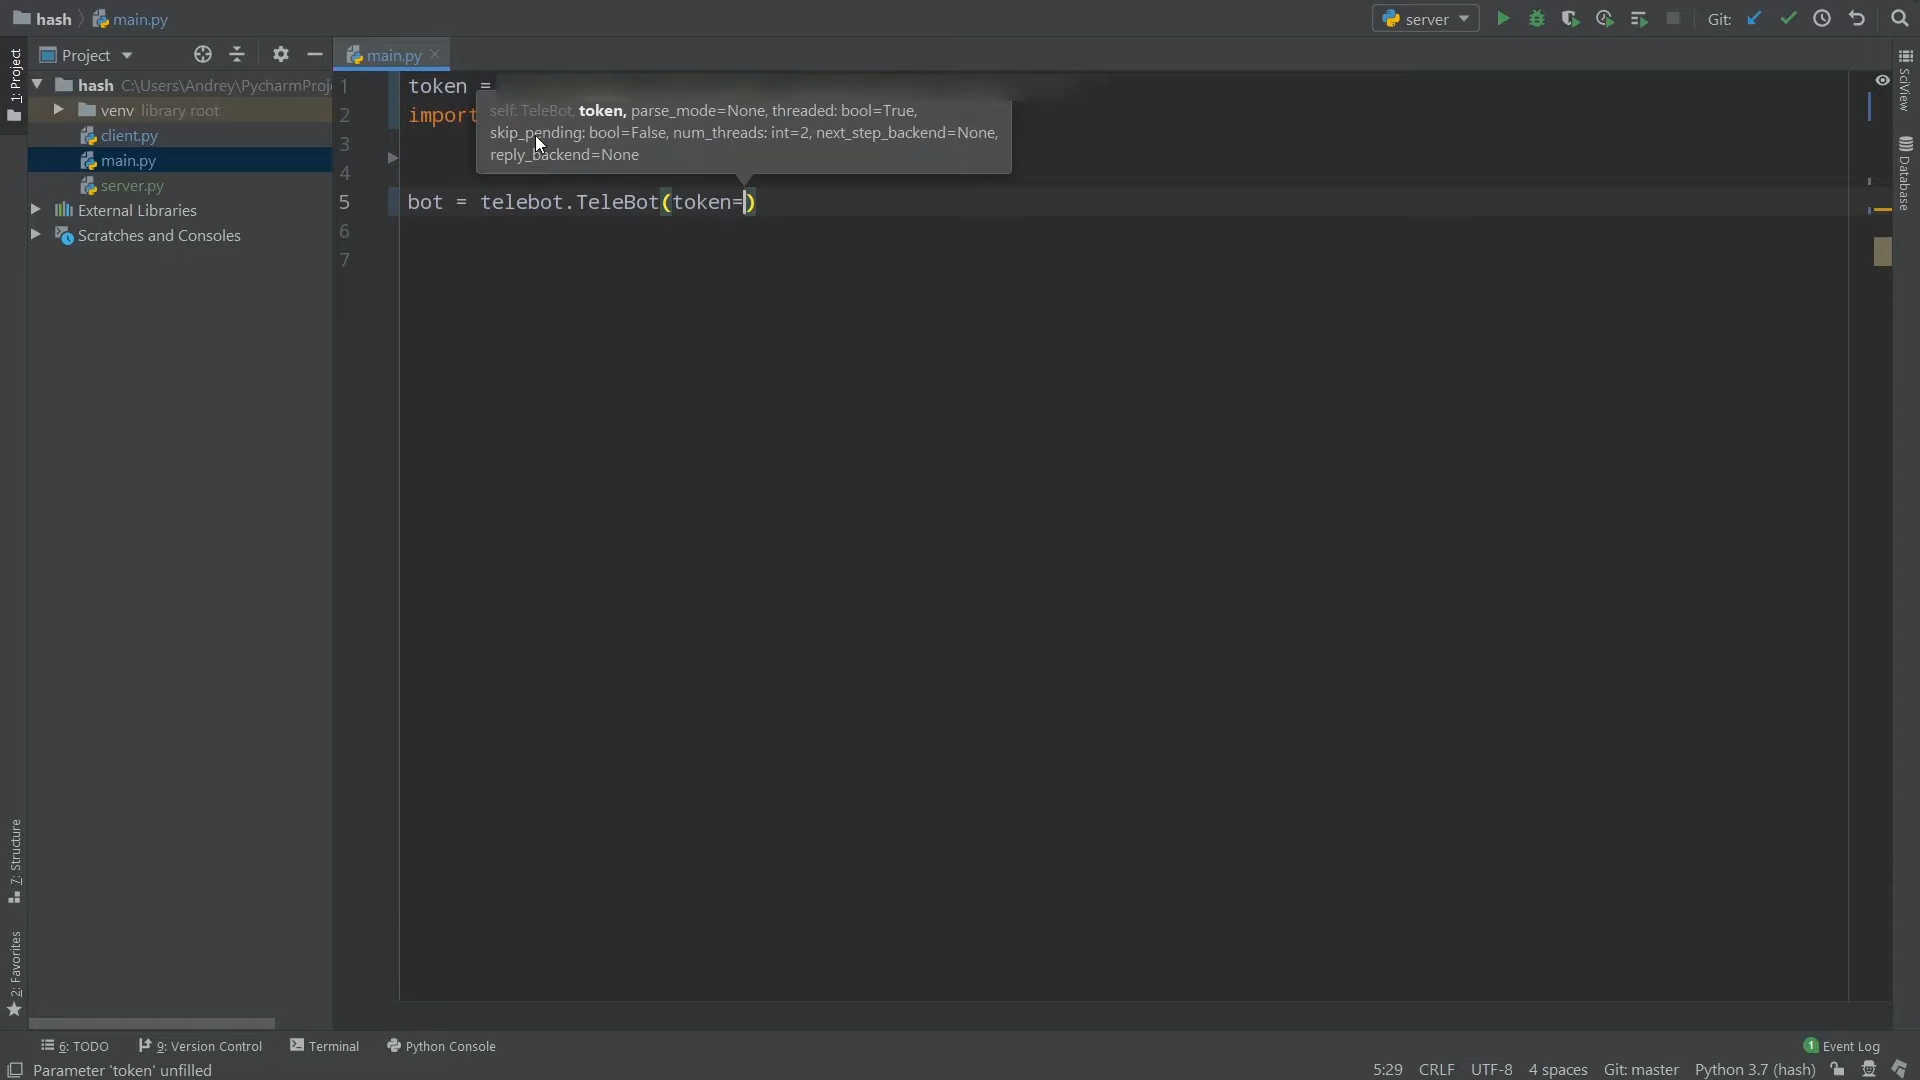 hash main.py
server
Git:
1: Project
Project
main.py
hash C:\Users\Andrey\PycharmProj
venv library root
client.py
main.py
server.py
External Libraries
Scratches and Consoles
1 token =
2 import
3
4
5 bot = telebot.TeleBot(token=)
6
7
self: TeleBot, token, parse_mode=None, threaded: bool=True,
skip_pending: bool=False, num_threads: int=2, next_step_backend=None,
reply_backend=None
SciView
Database
7: Structure
2: Favorites
6: TODO
9: Version Control
Terminal
Python Console
1 Event Log
Parameter 'token' unfilled
5:29 CRLF UTF-8 4 spaces Git: master Python 3.7 (hash)